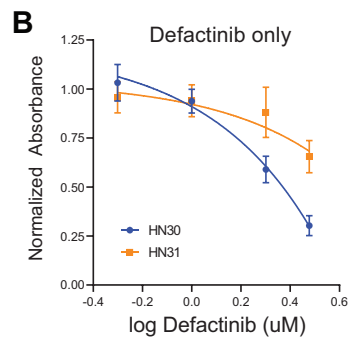 B
Defactinib only
Normalized Absorbance
1.25
1.00
0.75
0.50
0.25
0.00
HN30
HN31
-0.4
-0.2
0.0
0.2
0.4
0.6
log Defactinib (uM)